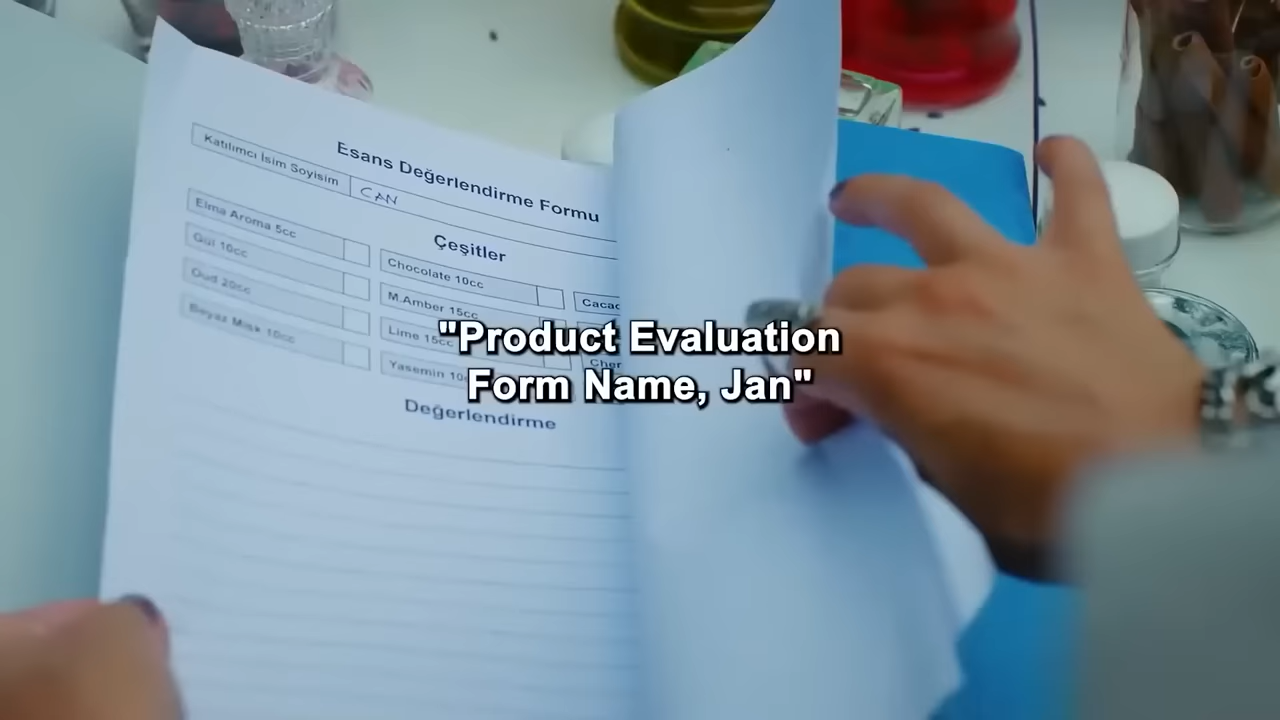 Esans Değerlendirme Formu
Katılımcı İsim Soyisim CAN
Çeşitler
Elma Aroma 5cc
Gül 10cc
Oud 20cc
Beyaz Misk 10cc
Chocolate 10cc
M.Amber 15cc
Lime 15cc
Yasemin
Değerlendirme
"Product Evaluation
Form Name, Jan"